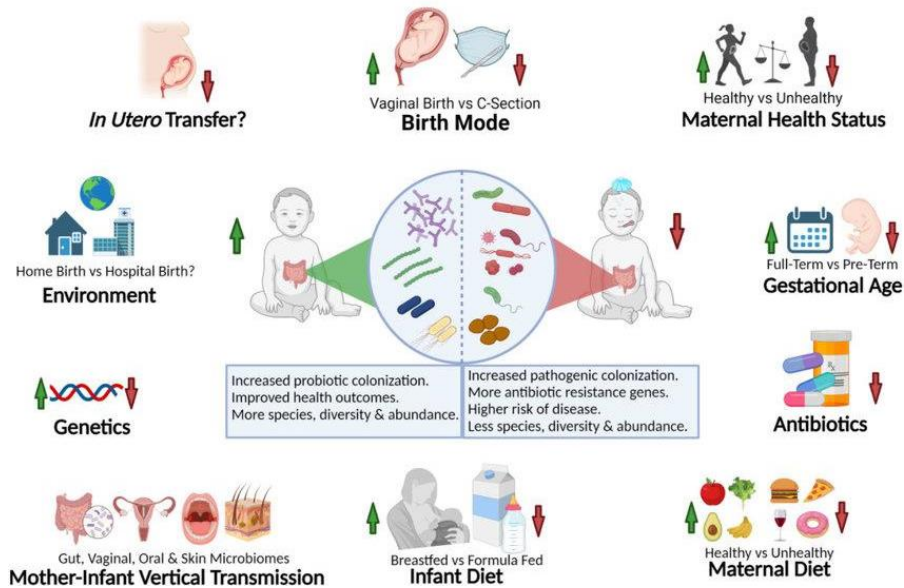 In Utero Transfer?
Vaginal Birth vs C-Section
Birth Mode
Healthy vs Unhealthy
Maternal Health Status
Home Birth vs Hospital Birth?
Environment
Full-Term vs Pre-Term
Gestational Age
Increased probiotic colonization.
Improved health outcomes.
More species, diversity & abundance.
Increased pathogenic colonization.
More antibiotic resistance genes.
Higher risk of disease.
Less species, diversity & abundance.
Genetics
Rx
Antibiotics
Gut, Vaginal, Oral & Skin Microbiomes
Mother-Infant Vertical Transmission
Breastfed vs Formula Fed
Infant Diet
Healthy vs Unhealthy
Maternal Diet